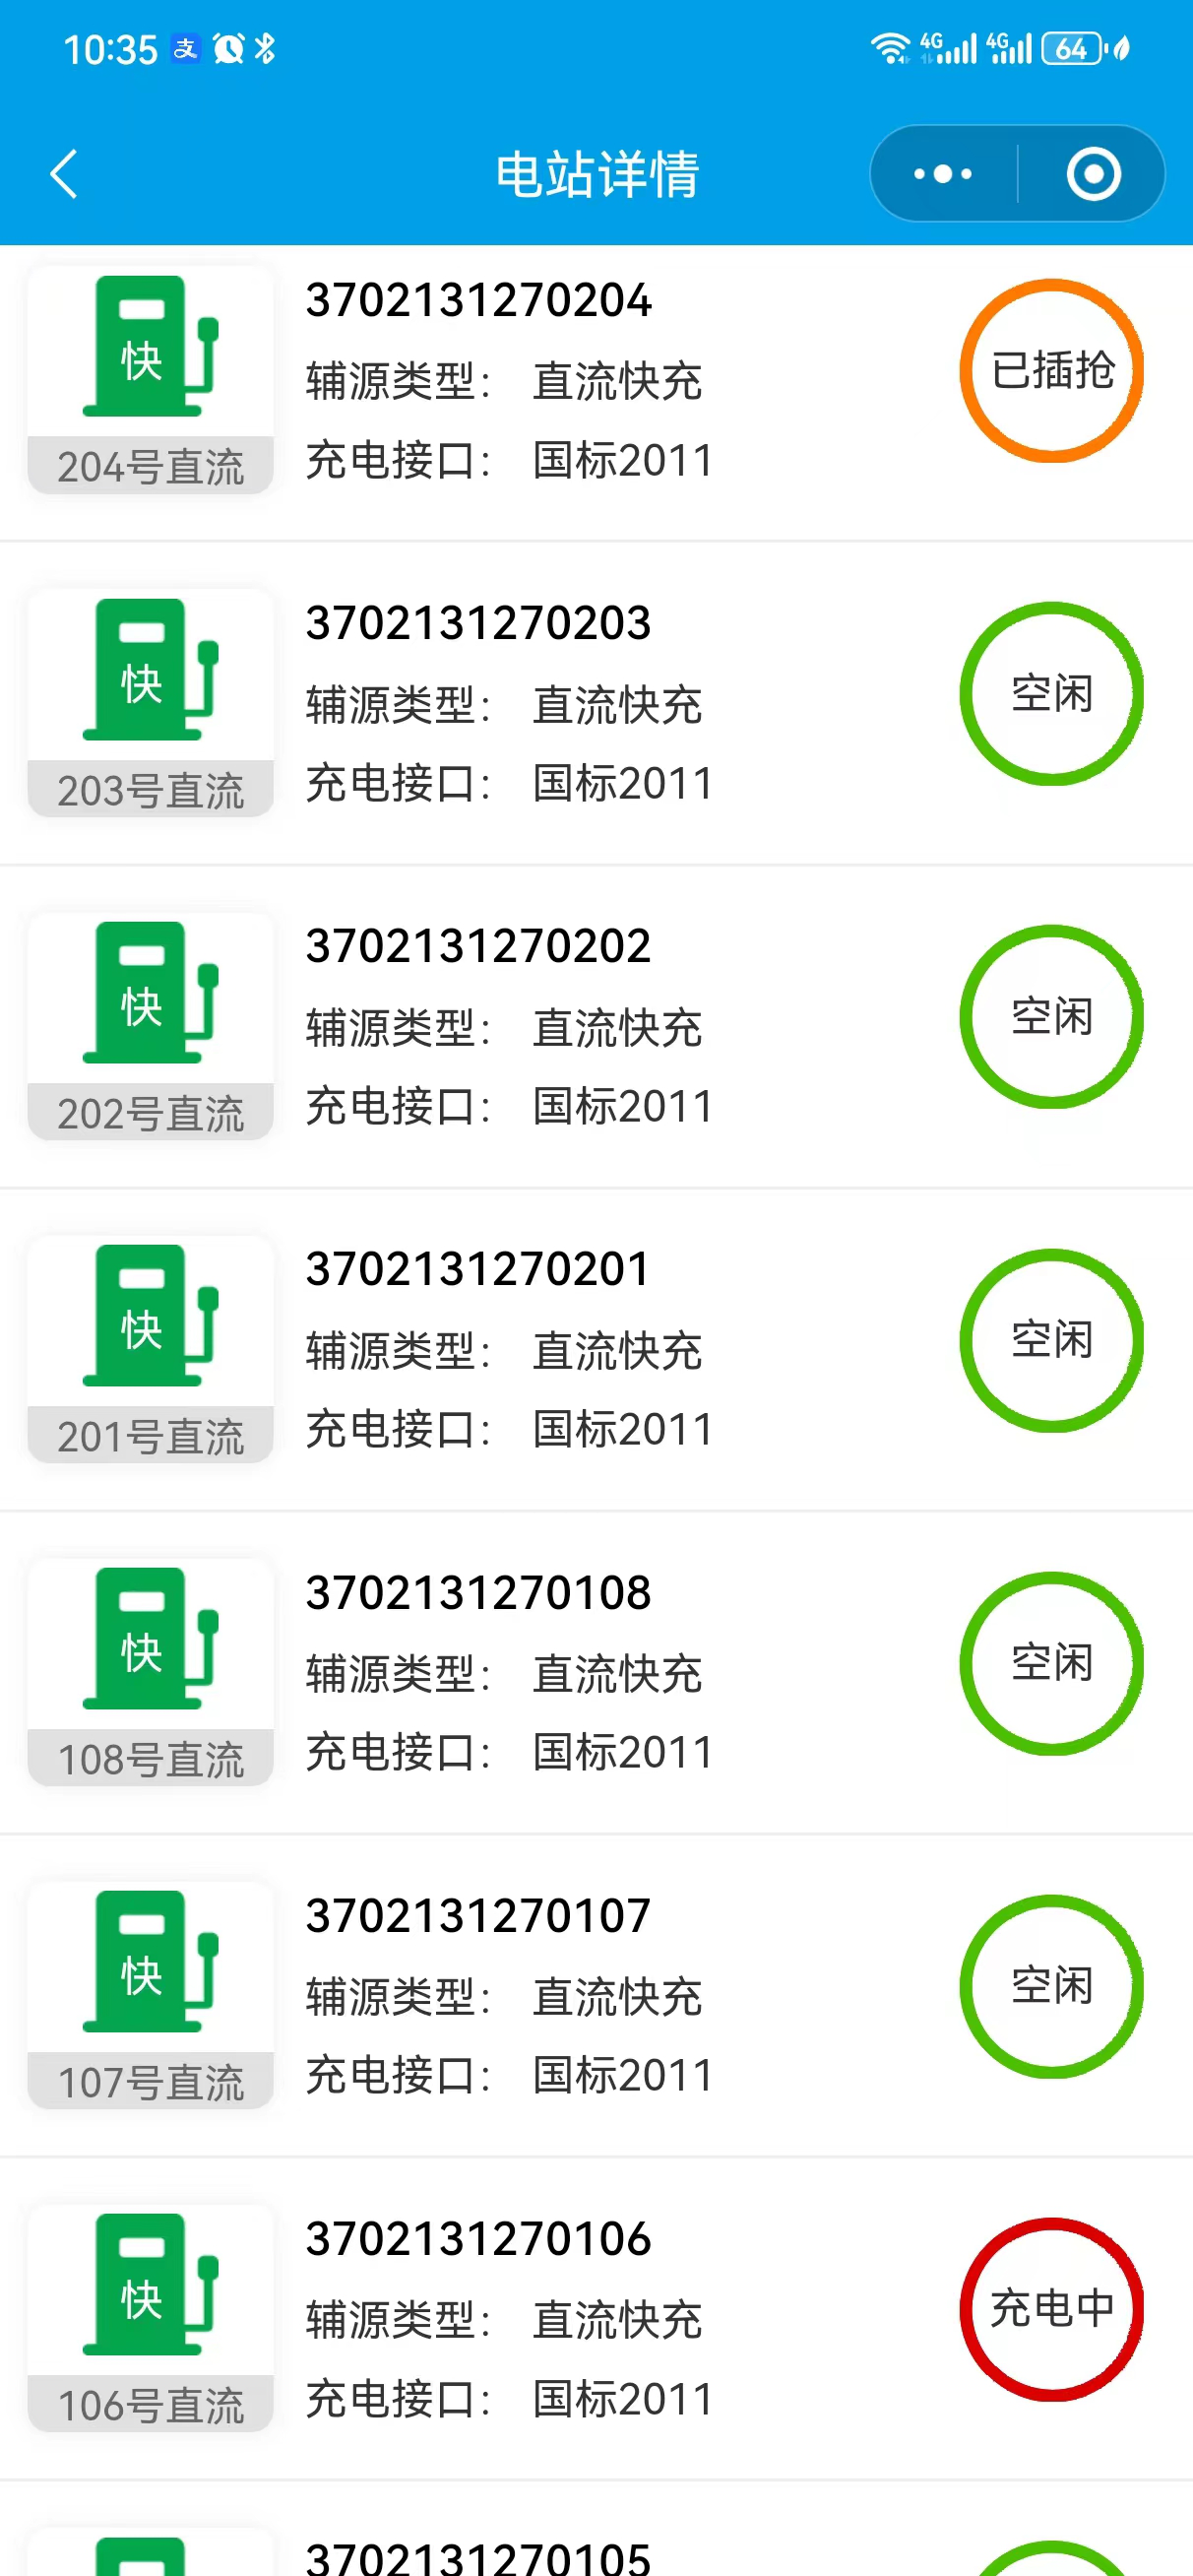 10:35 支 4G 4G 64
电站详情
3702131270204
快
辅源类型： 直流快充
已插抢
充电接口： 国标2011
204号直流
3702131270203
快
辅源类型： 直流快充
空闲
充电接口： 国标2011
203号直流
3702131270202
快
辅源类型： 直流快充
空闲
充电接口： 国标2011
202号直流
3702131270201
快
辅源类型： 直流快充
空闲
充电接口： 国标2011
201号直流
3702131270108
快
辅源类型： 直流快充
空闲
充电接口： 国标2011
108号直流
3702131270107
快
辅源类型： 直流快充
空闲
充电接口： 国标2011
107号直流
3702131270106
快
辅源类型： 直流快充
充电中
充电接口： 国标2011
106号直流
3702131270105